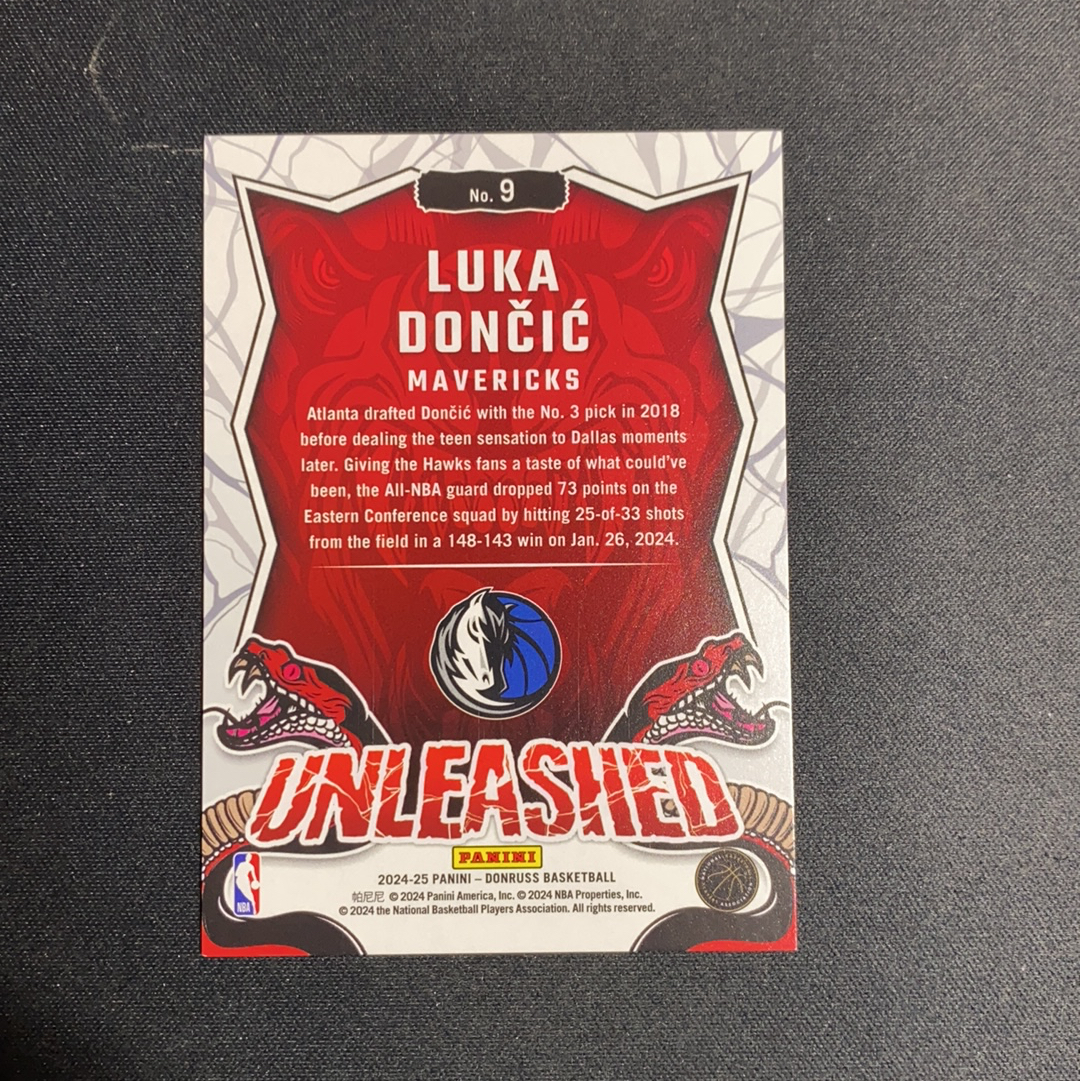 No. 9
LUKA
DONČIĆ
MAVERICKS
Atlanta drafted Dončić with the No. 3 pick in 2018
before dealing the teen sensation to Dallas moments
later. Giving the Hawks fans a taste of what could've
been, the All-NBA guard dropped 73 points on the
Eastern Conference squad by hitting 25-of-33 shots
from the field in a 148-143 win on Jan. 26, 2024.
UNLEASHED
PANINI
2024-25 PANINI – DONRUSS BASKETBALL
帕尼尼 © 2024 Panini America, Inc. © 2024 NBA Properties, Inc.
© 2024 the National Basketball Players Association. All rights reserved.
NBA